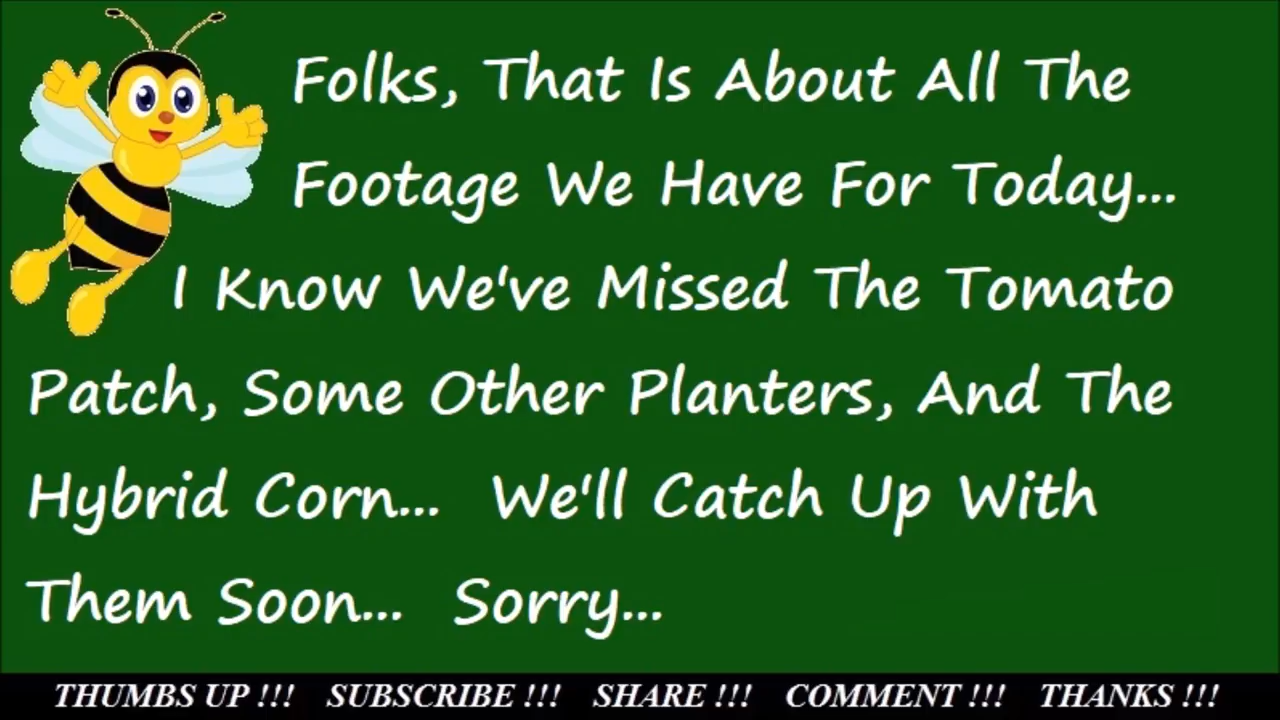 Folks, That Is About All The
Footage We Have For Today...
I Know We've Missed The Tomato
Patch, Some Other Planters, And The
Hybrid Corn... We'll Catch Up With
Them Soon... Sorry...
THUMBS UP !!! SUBSCRIBE !!! SHARE !!! COMMENT !!! THANKS !!!